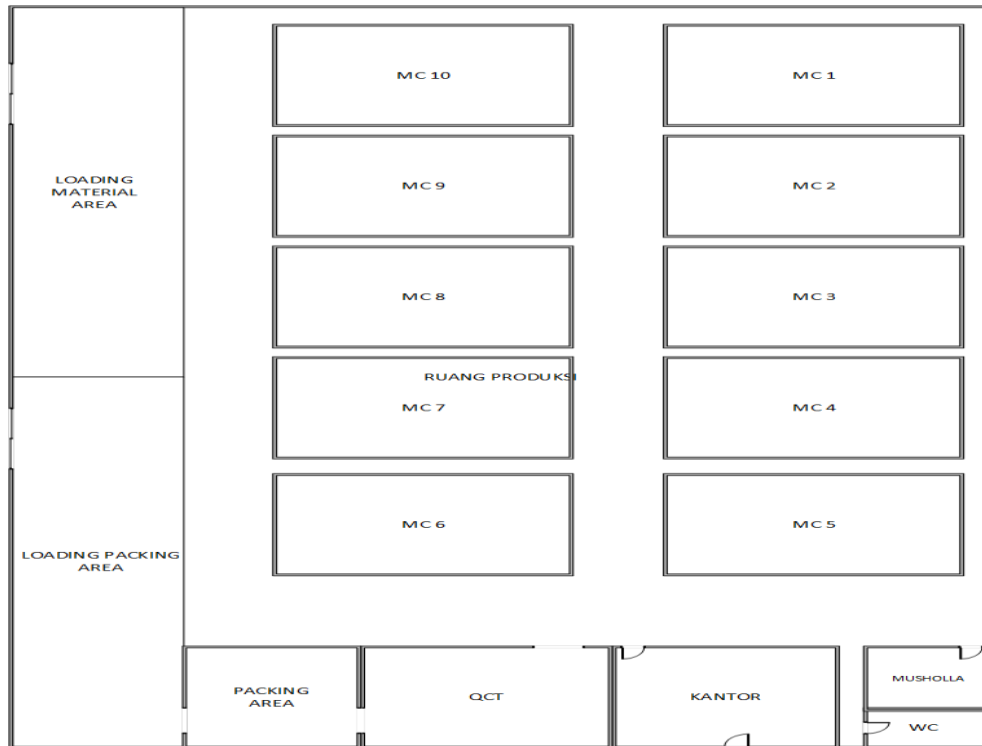 MC 10
MC 1
LOADING
MATERIAL
AREA
MC 9
MC 2
MC 8
MC 3
RUANG PRODUKSI
MC 7
MC 4
MC 6
MC 5
LOADING PACKING
AREA
PACKING
AREA
QCT
KANTOR
MUSHOLLA
WC